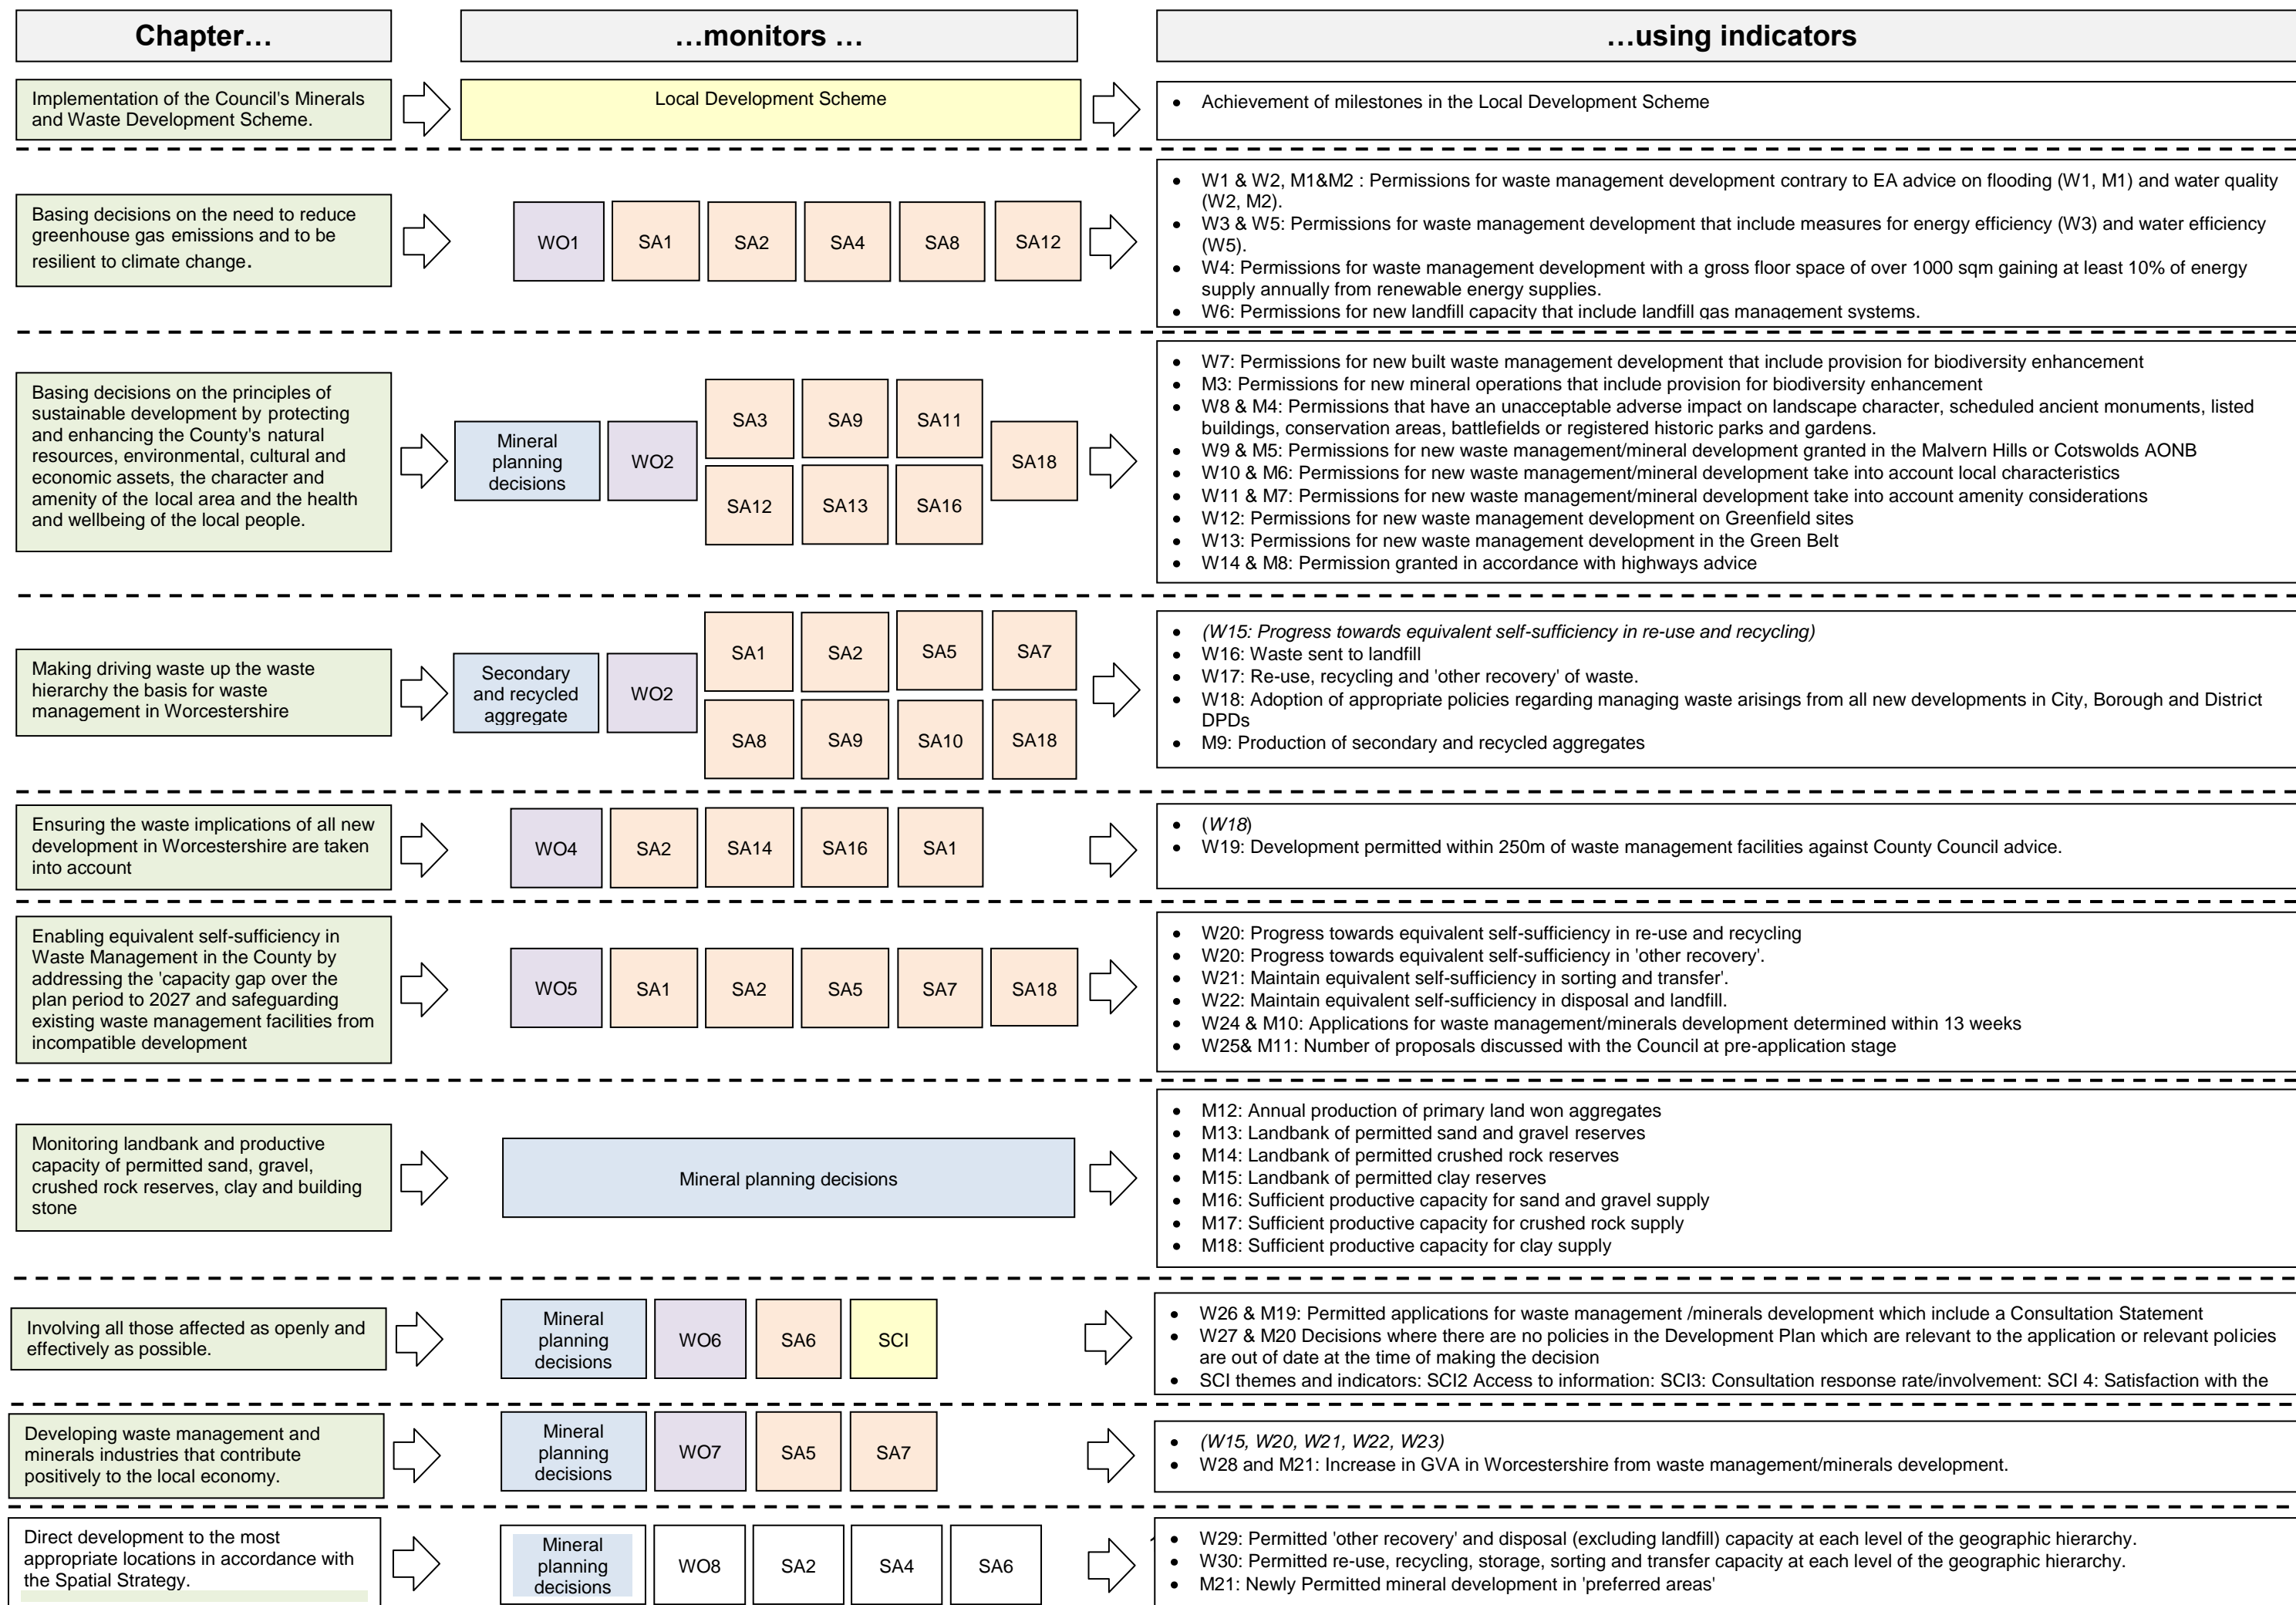 Chapter…
…monitors …
…using indicators
Implementation of the Council's Minerals
and Waste Development Scheme.
Local Development Scheme
• Achievement of milestones in the Local Development Scheme
Basing decisions on the need to reduce
greenhouse gas emissions and to be
resilient to climate change.
WO1
SA1
SA2
SA4
SA8
SA12
• W1 & W2, M1&M2 : Permissions for waste management development contrary to EA advice on flooding (W1, M1) and water quality
(W2, M2).
• W3 & W5: Permissions for waste management development that include measures for energy efficiency (W3) and water efficiency
(W5).
• W4: Permissions for waste management development with a gross floor space of over 1000 sqm gaining at least 10% of energy
supply annually from renewable energy supplies.
• W6: Permissions for new landfill capacity that include landfill gas management systems.
Basing decisions on the principles of
sustainable development by protecting
and enhancing the County's natural
resources, environmental, cultural and
economic assets, the character and
amenity of the local area and the health
and wellbeing of the local people.
Mineral
planning
decisions
WO2
SA3
SA9
SA11
SA12
SA13
SA16
SA18
• W7: Permissions for new built waste management development that include provision for biodiversity enhancement
• M3: Permissions for new mineral operations that include provision for biodiversity enhancement
• W8 & M4: Permissions that have an unacceptable adverse impact on landscape character, scheduled ancient monuments, listed
buildings, conservation areas, battlefields or registered historic parks and gardens.
• W9 & M5: Permissions for new waste management/mineral development granted in the Malvern Hills or Cotswolds AONB
• W10 & M6: Permissions for new waste management/mineral development take into account local characteristics
• W11 & M7: Permissions for new waste management/mineral development take into account amenity considerations
• W12: Permissions for new waste management development on Greenfield sites
• W13: Permissions for new waste management development in the Green Belt
• W14 & M8: Permission granted in accordance with highways advice
Making driving waste up the waste
hierarchy the basis for waste
management in Worcestershire
Secondary
and recycled
aggregate
WO2
SA1
SA2
SA5
SA7
SA8
SA9
SA10
SA18
• (W15: Progress towards equivalent self-sufficiency in re-use and recycling)
• W16: Waste sent to landfill
• W17: Re-use, recycling and 'other recovery' of waste.
• W18: Adoption of appropriate policies regarding managing waste arisings from all new developments in City, Borough and District
DPDs
• M9: Production of secondary and recycled aggregates
Ensuring the waste implications of all new
development in Worcestershire are taken
into account
WO4
SA2
SA14
SA16
SA1
• (W18)
• W19: Development permitted within 250m of waste management facilities against County Council advice.
Enabling equivalent self-sufficiency in
Waste Management in the County by
addressing the 'capacity gap over the
plan period to 2027 and safeguarding
existing waste management facilities from
incompatible development
WO5
SA1
SA2
SA5
SA7
SA18
• W20: Progress towards equivalent self-sufficiency in re-use and recycling
• W20: Progress towards equivalent self-sufficiency in 'other recovery'.
• W21: Maintain equivalent self-sufficiency in sorting and transfer'.
• W22: Maintain equivalent self-sufficiency in disposal and landfill.
• W24 & M10: Applications for waste management/minerals development determined within 13 weeks
• W25& M11: Number of proposals discussed with the Council at pre-application stage
Monitoring landbank and productive
capacity of permitted sand, gravel,
crushed rock reserves, clay and building
stone
Mineral planning decisions
• M12: Annual production of primary land won aggregates
• M13: Landbank of permitted sand and gravel reserves
• M14: Landbank of permitted crushed rock reserves
• M15: Landbank of permitted clay reserves
• M16: Sufficient productive capacity for sand and gravel supply
• M17: Sufficient productive capacity for crushed rock supply
• M18: Sufficient productive capacity for clay supply
Involving all those affected as openly and
effectively as possible.
Mineral
planning
decisions
WO6
SA6
SCI
• W26 & M19: Permitted applications for waste management /minerals development which include a Consultation Statement
• W27 & M20 Decisions where there are no policies in the Development Plan which are relevant to the application or relevant policies
are out of date at the time of making the decision
• SCI themes and indicators: SCI2 Access to information: SCI3: Consultation response rate/involvement: SCI 4: Satisfaction with the
Developing waste management and
minerals industries that contribute
positively to the local economy.
Mineral
planning
decisions
WO7
SA5
SA7
• (W15, W20, W21, W22, W23)
• W28 and M21: Increase in GVA in Worcestershire from waste management/minerals development.
Direct development to the most
appropriate locations in accordance with
the Spatial Strategy.
Mineral
planning
decisions
WO8
SA2
SA4
SA6
• W29: Permitted 'other recovery' and disposal (excluding landfill) capacity at each level of the geographic hierarchy.
• W30: Permitted re-use, recycling, storage, sorting and transfer capacity at each level of the geographic hierarchy.
• M21: Newly Permitted mineral development in 'preferred areas'